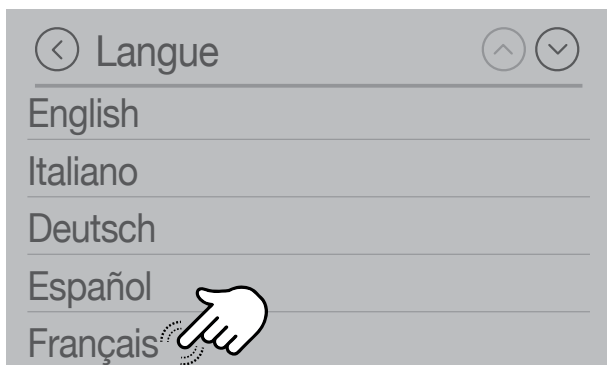 Langue
English
Italiano
Deutsch
Español
Français